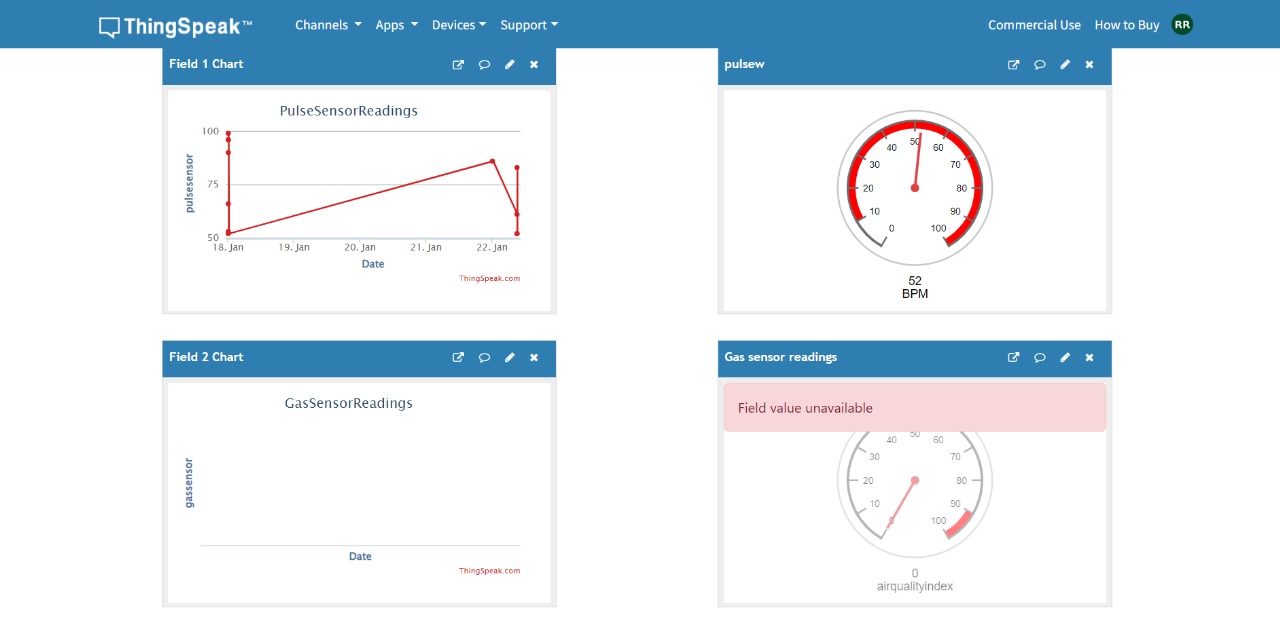 ThingSpeak™ Channels Apps Devices Support Commercial Use How to Buy RR
Field 1 Chart
PulseSensorReadings
pulsesensor
100
75
50
18. Jan 19. Jan 20. Jan 21. Jan 22. Jan
Date
ThingSpeak.com
pulsew
0 10 20 30 40 50 60 70 80 90 100
52
BPM
Field 2 Chart
GasSensorReadings
gassensor
Date
ThingSpeak.com
Gas sensor readings
Field value unavailable
0 10 20 30 40 50 60 70 80 90 100
0
airqualityindex